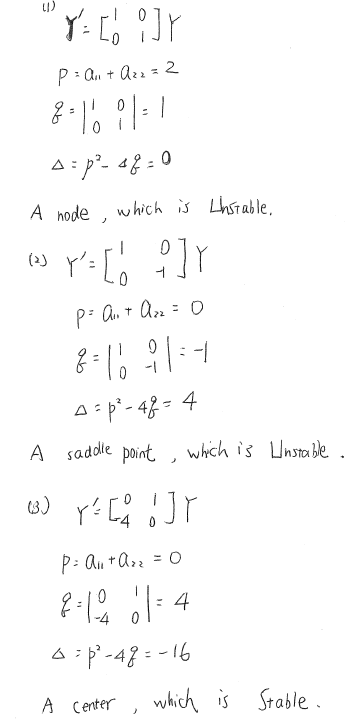 (1)
Y' = [1 0 0 1] Y
p = a₁₁ + a₂₂ = 2
q = |1 0 0 1| = 1
Δ = p² - 4q = 0
A node , which is Unstable.
(2) Y' = [1 0 0 -1] Y
p = a₁₁ + a₂₂ = 0
q = |1 0 0 -1| = -1
Δ = p² - 4q = 4
A saddle point , which is Unstable .
(3.) Y' = [0 1 -4 0] Y
p = a₁₁ + a₂₂ = 0
q = |0 1 -4 0| = 4
Δ = p² - 4q = -16
A center , which is Stable .